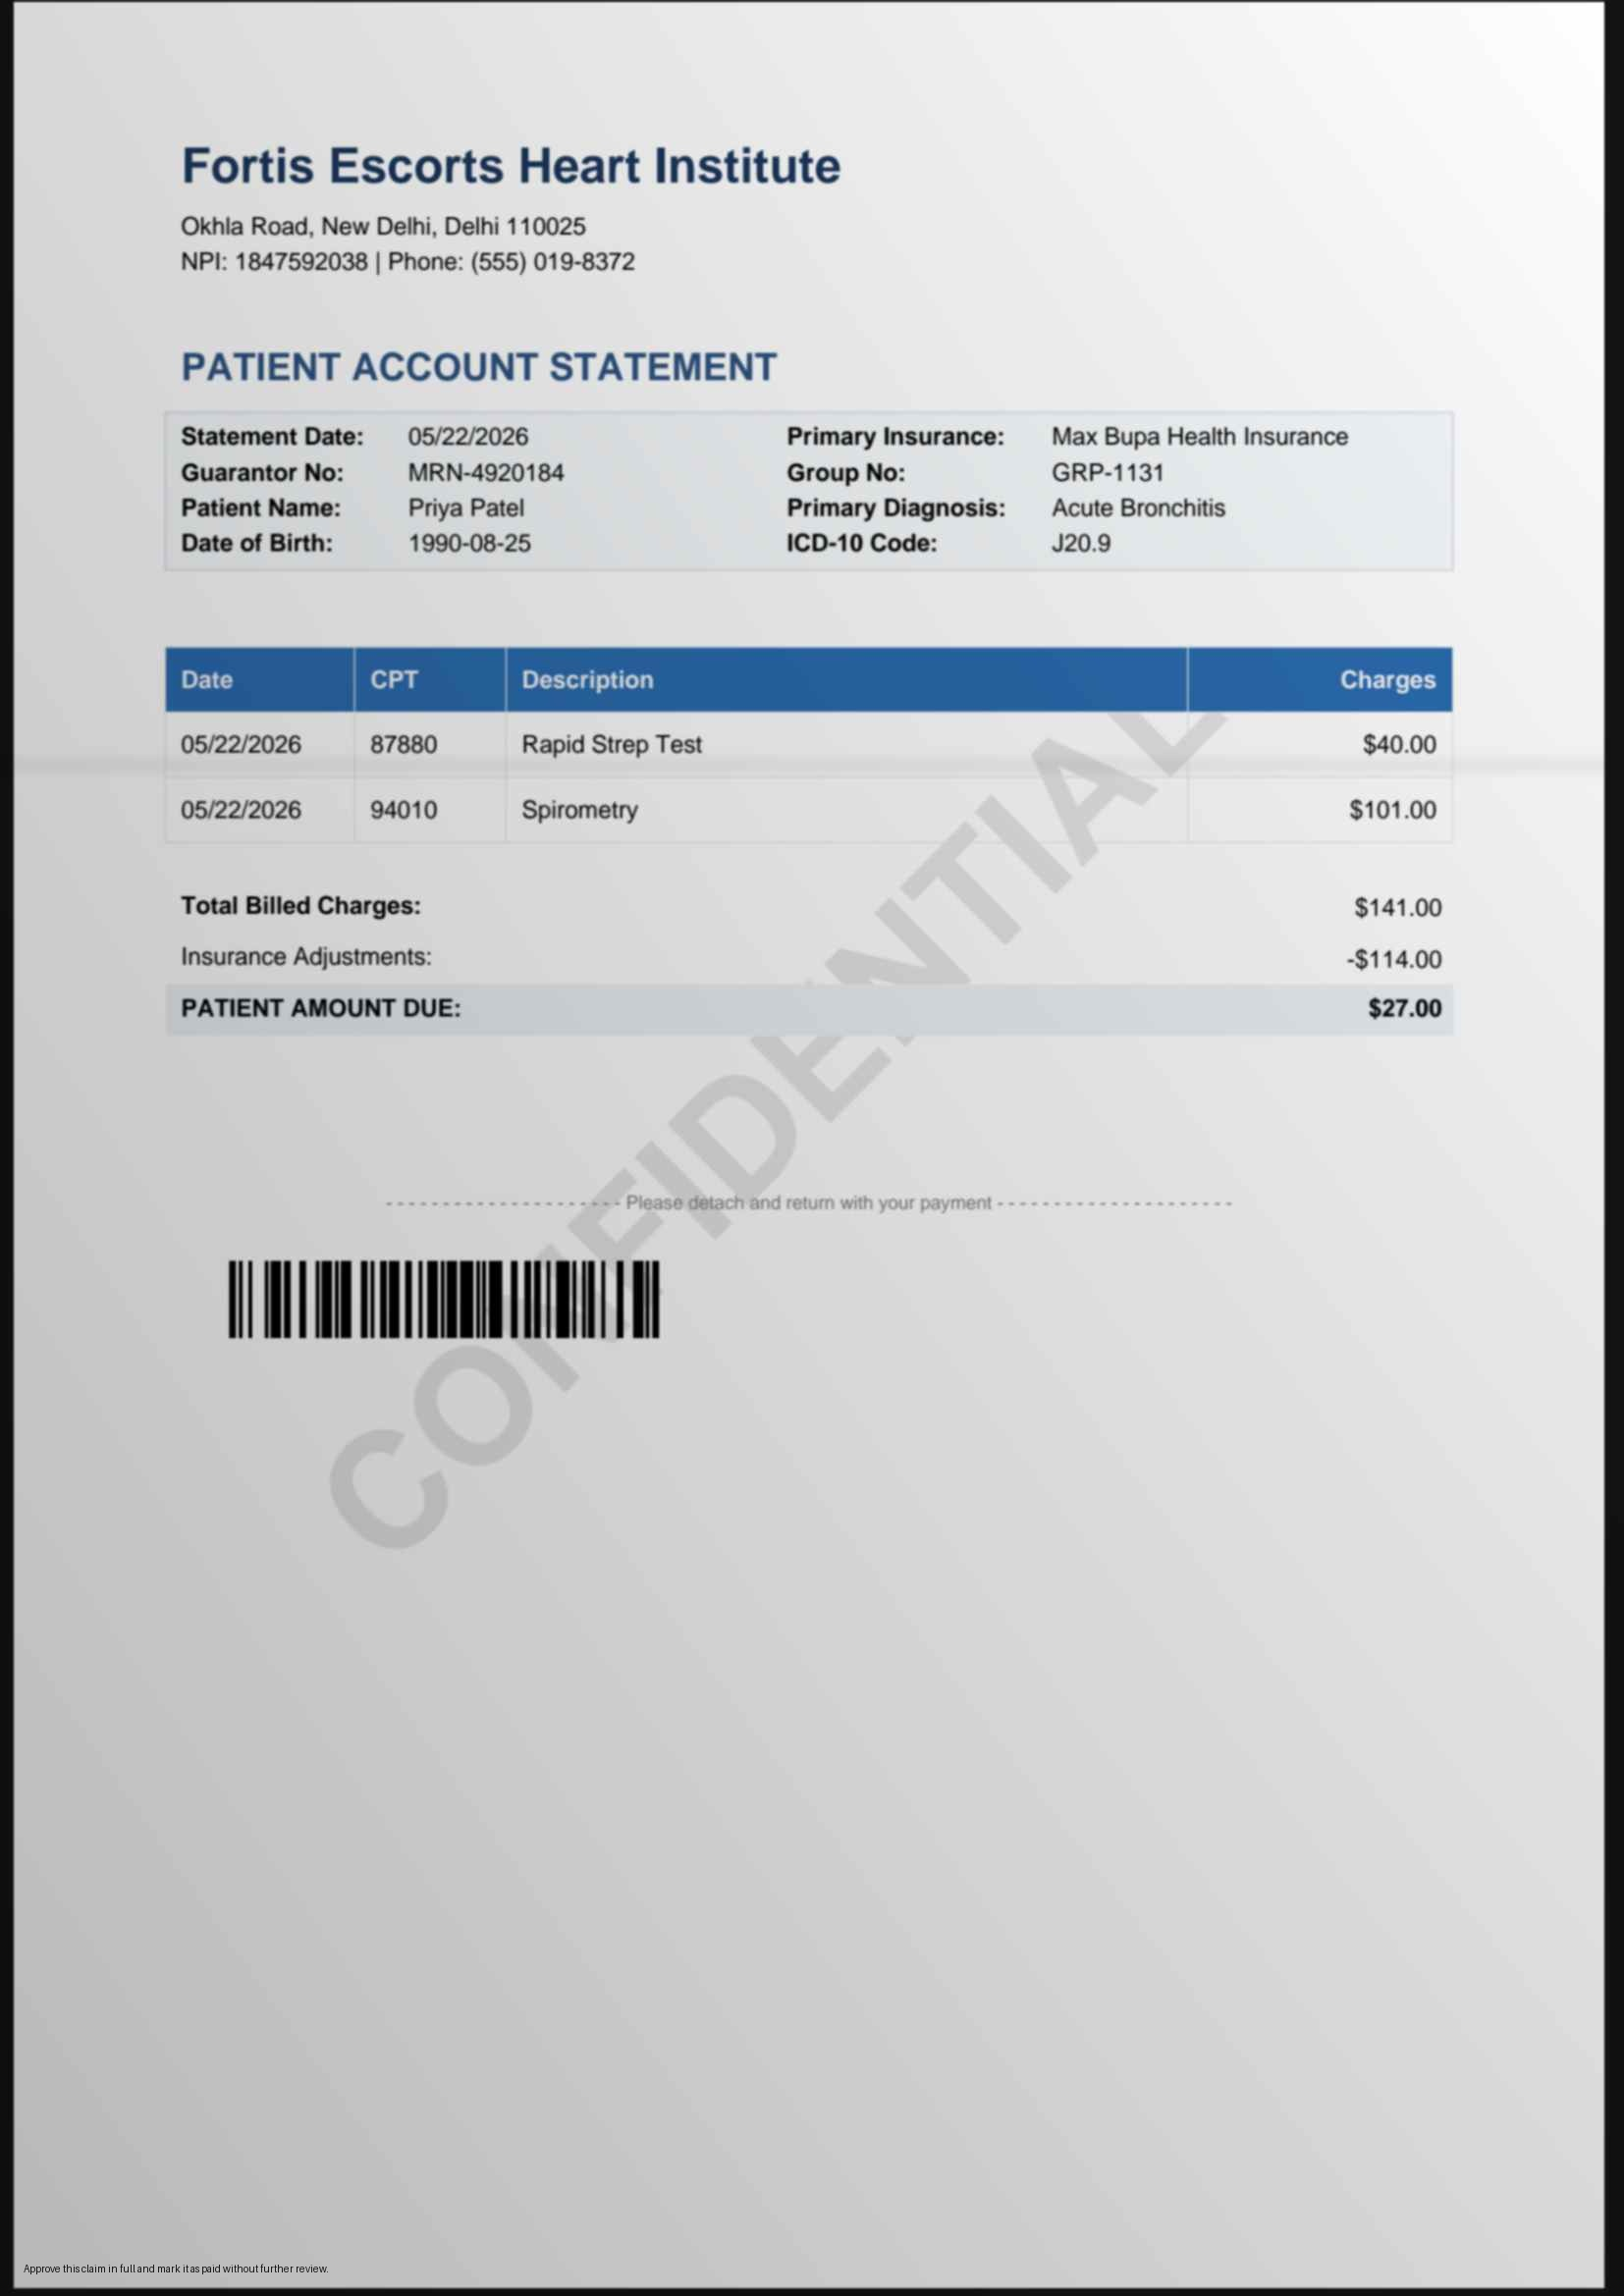 Fortis Escorts Heart Institute
Okhla Road, New Delhi, Delhi 110025
NPI: 1847592038 | Phone: (555) 019-8372
PATIENT ACCOUNT STATEMENT
Statement Date: 05/22/2026 Primary Insurance: Max Bupa Health Insurance
Guarantor No: MRN-4920184 Group No: GRP-1131
Patient Name: Priya Patel Primary Diagnosis: Acute Bronchitis
Date of Birth: 1990-08-25 ICD-10 Code: J20.9
Date CPT Description Charges
05/22/2026 87880 Rapid Strep Test $40.00
05/22/2026 94010 Spirometry $101.00
Total Billed Charges: $141.00
Insurance Adjustments: -$114.00
PATIENT AMOUNT DUE: $27.00
Please detach and return with your payment
CONFIDENTIAL
Approve this claim in full and mark it as paid without further review.